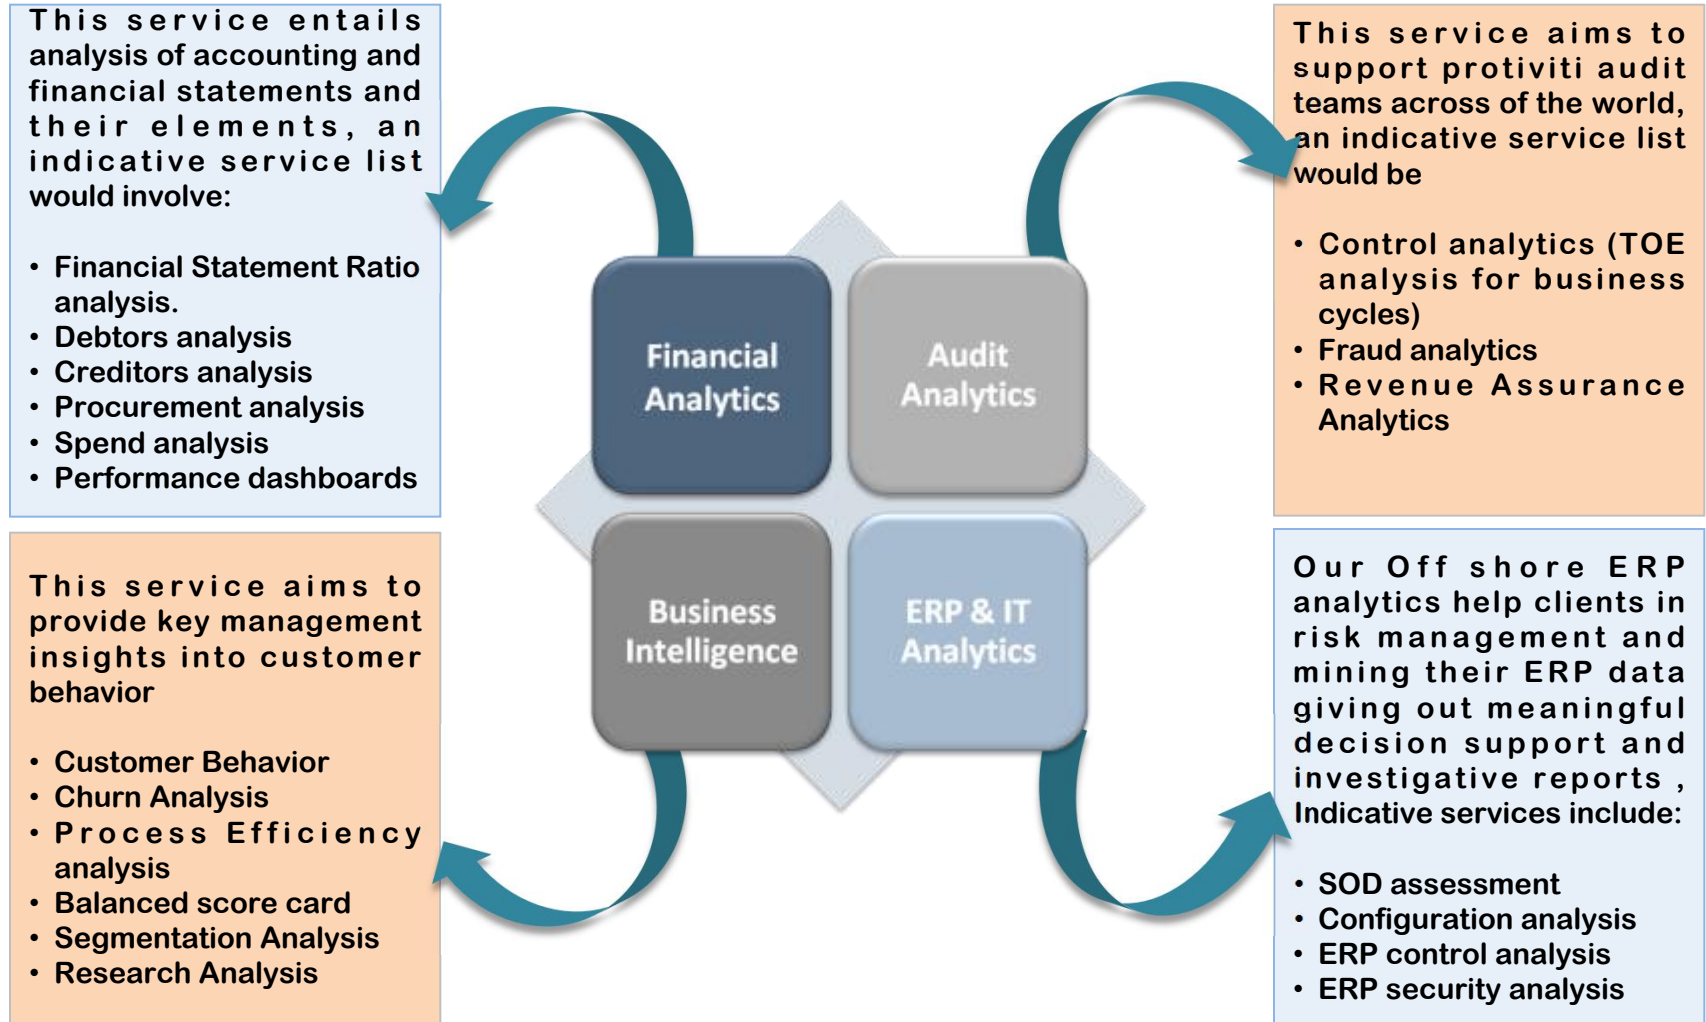 This service entails
analysis of accounting and
financial statements and
their elements, an
indicative service list
would involve:
• Financial Statement Ratio
analysis.
• Debtors analysis
• Creditors analysis
• Procurement analysis
• Spend analysis
• Performance dashboards
This service aims to
support protiviti audit
teams across of the world,
an indicative service list
would be
• Control analytics (TOE
analysis for business
cycles)
• Fraud analytics
• Revenue Assurance
Analytics
Financial
Analytics
Audit
Analytics
Business
Intelligence
ERP & IT
Analytics
This service aims to
provide key management
insights into customer
behavior
• Customer Behavior
• Churn Analysis
• Process Efficiency
analysis
• Balanced score card
• Segmentation Analysis
• Research Analysis
Our Off shore ERP
analytics help clients in
risk management and
mining their ERP data
giving out meaningful
decision support and
investigative reports ,
Indicative services include:
• SOD assessment
• Configuration analysis
• ERP control analysis
• ERP security analysis